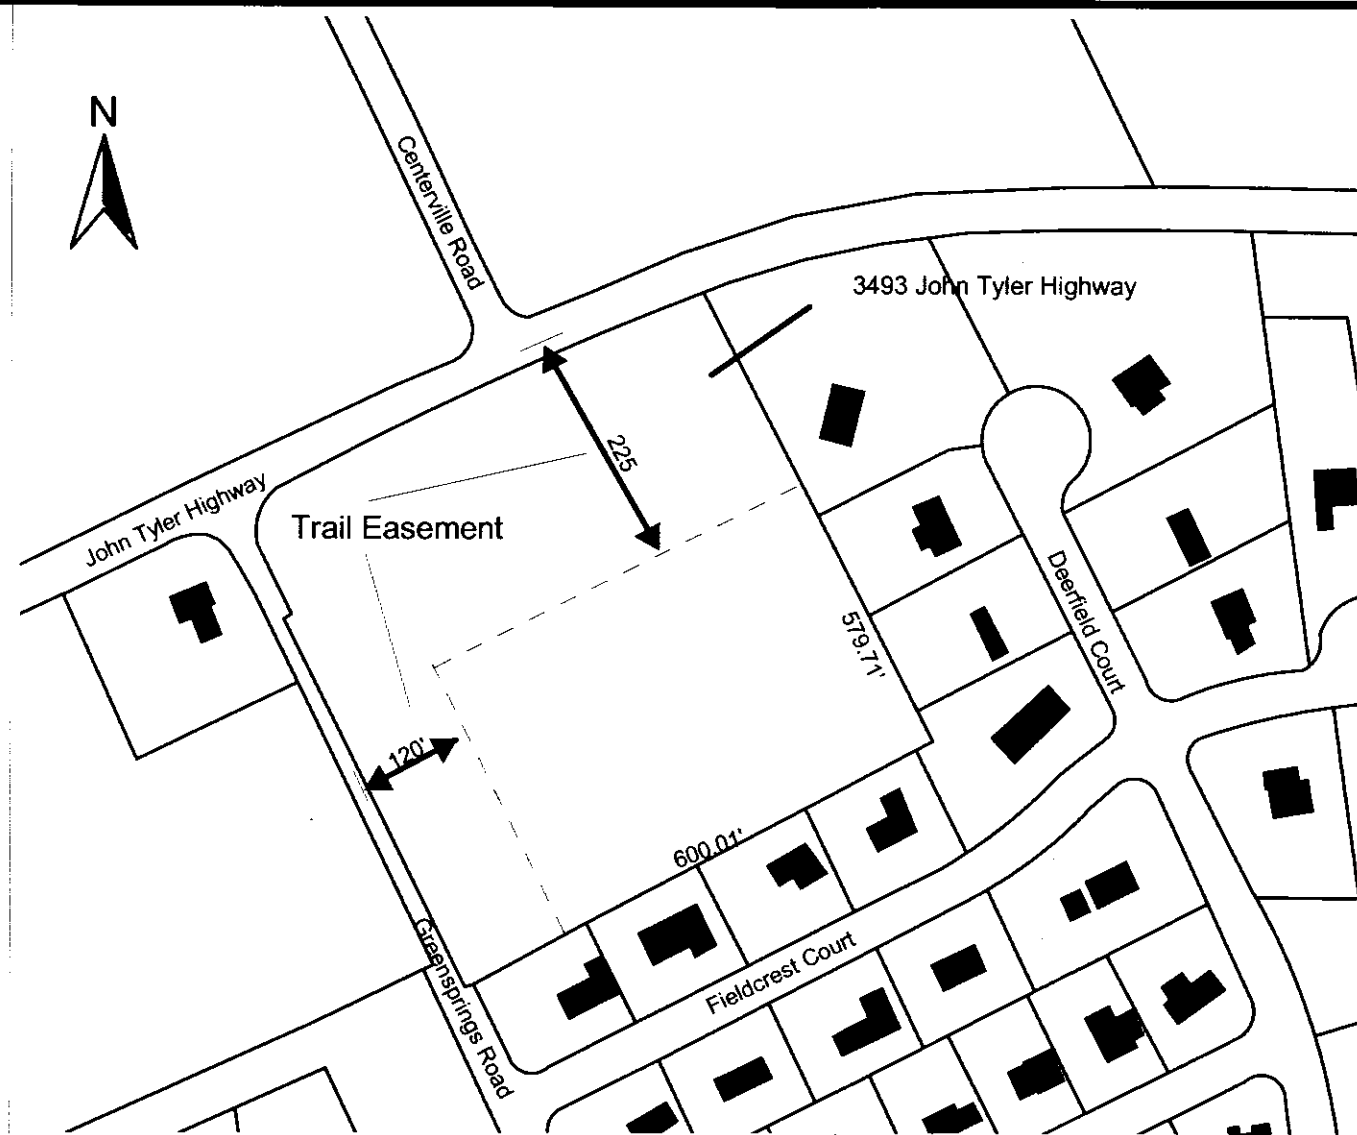 N
Centerville Road
3493 John Tyler Highway
225
John Tyler Highway
Trail Easement
Deerfield Court
579.71'
120'
600.01'
Greensprings Road
Fieldcrest Court